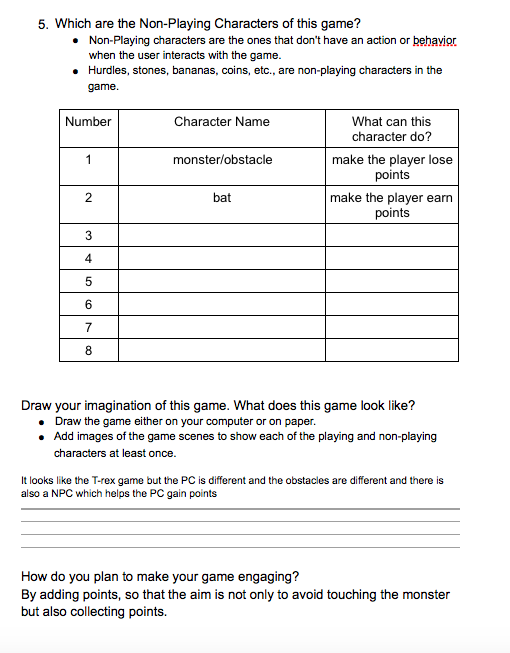 5. Which are the Non-Playing Characters of this game?
• Non-Playing characters are the ones that don't have an action or behavior
when the user interacts with the game.
• Hurdles, stones, bananas, coins, etc., are non-playing characters in the
game.
Number Character Name What can this
character do?
1 monster/obstacle make the player lose
points
2 bat make the player earn
points
3
4
5
6
7
8
Draw your imagination of this game. What does this game look like?
• Draw the game either on your computer or on paper.
• Add images of the game scenes to show each of the playing and non-playing
characters at least once.
It looks like the T-rex game but the PC is different and the obstacles are different and there is
also a NPC which helps the PC gain points
How do you plan to make your game engaging?
By adding points, so that the aim is not only to avoid touching the monster
but also collecting points.